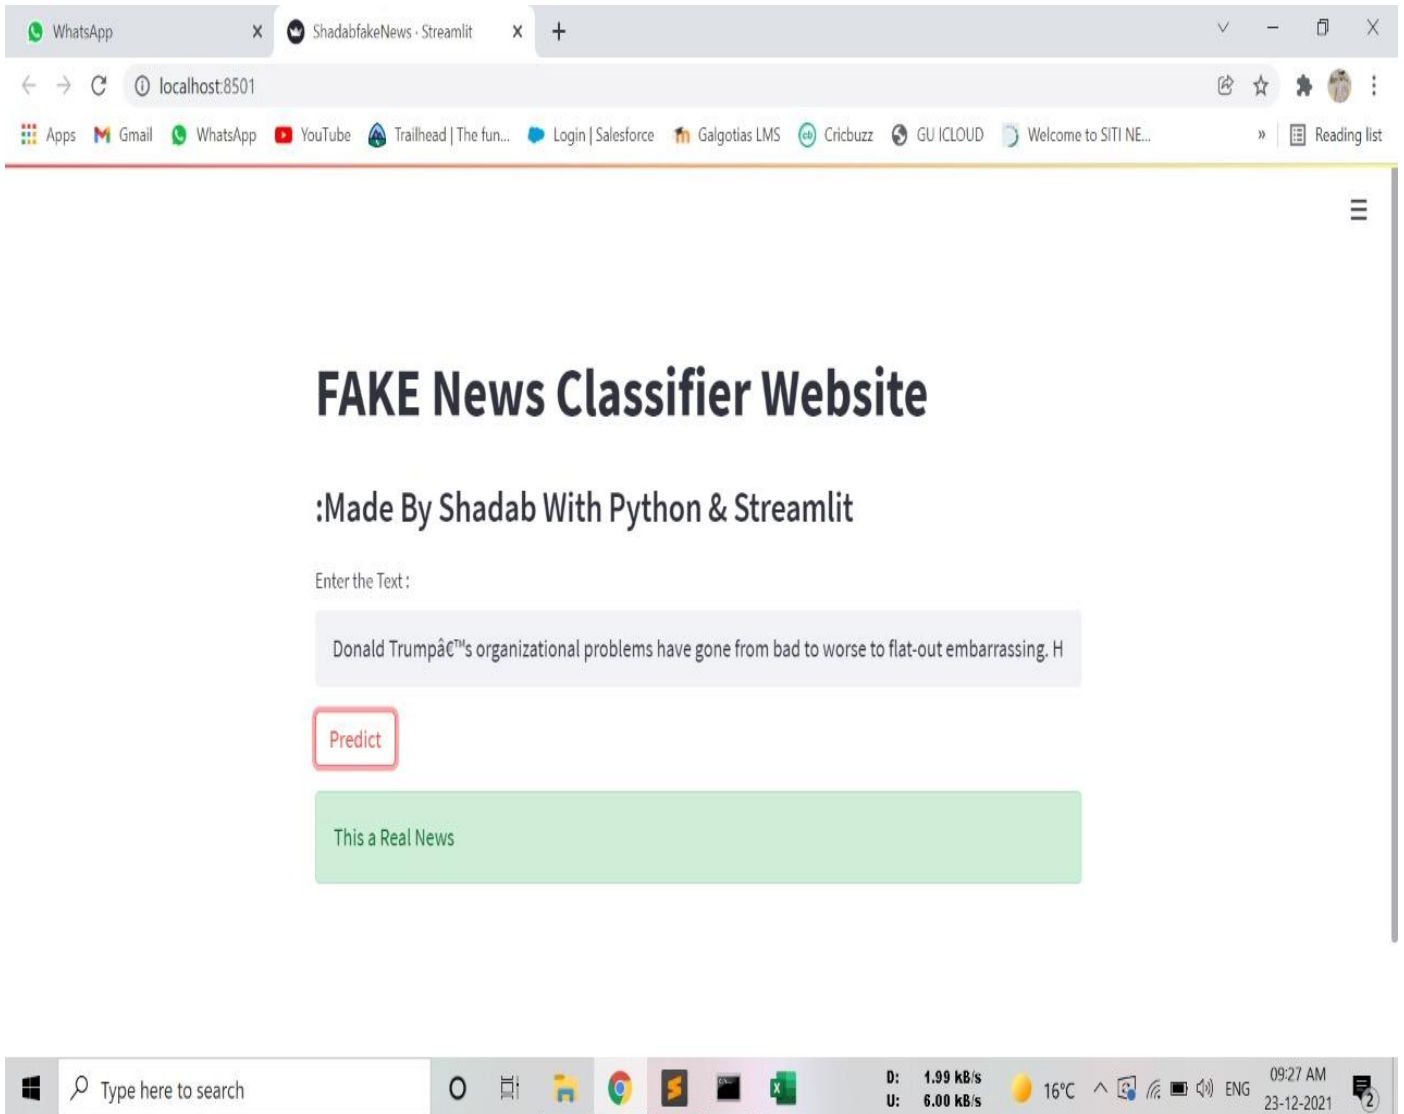 WhatsApp
ShadabfakeNews · Streamlit
localhost:8501
Apps Gmail WhatsApp YouTube Trailhead | The fun... Login | Salesforce Galgotias LMS cb Cricbuzz GU ICLOUD Welcome to SITI NE... » Reading list
FAKE News Classifier Website
:Made By Shadab With Python & Streamlit
Enter the Text :
Donald Trumpâ€™s organizational problems have gone from bad to worse to flat-out embarrassing. H
Predict
This a Real News
Type here to search
D: 1.99 kB/s
U: 6.00 kB/s
16°C
ENG
09:27 AM
23-12-2021
2